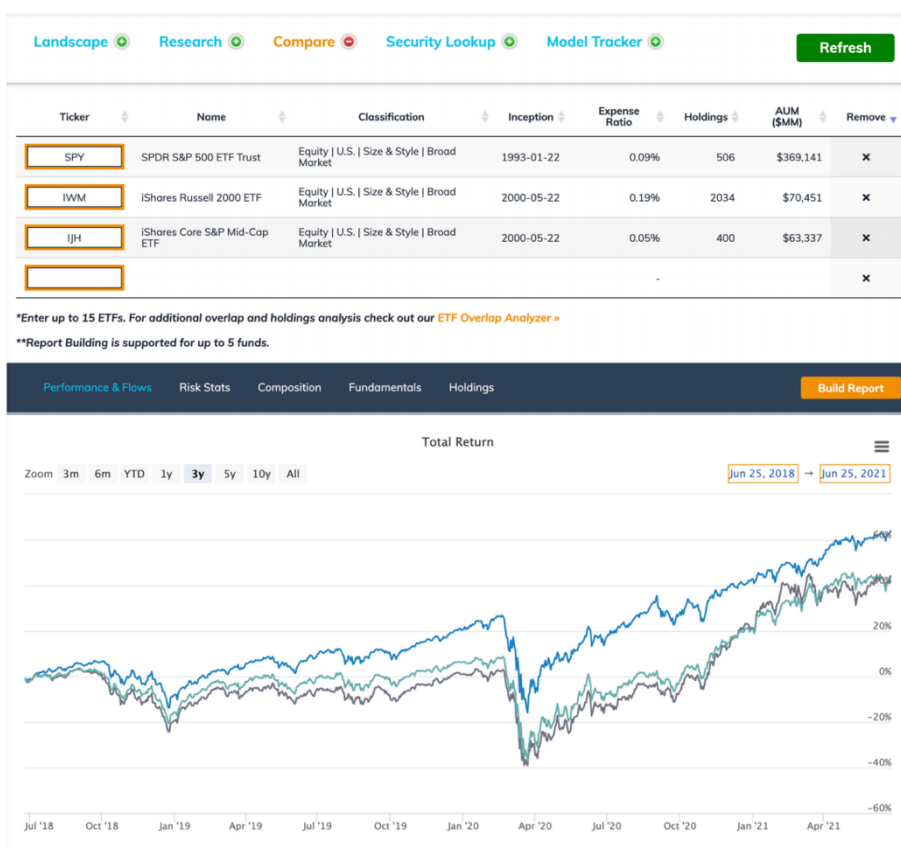 Landscape Research Compare Security Lookup Model Tracker Refresh
Ticker Name Classification Inception Expense Ratio Holdings AUM ($MM) Remove
SPY SPDR S&P 500 ETF Trust Equity | U.S. | Size & Style | Broad Market 1993-01-22 0.09% 506 $369,141 ×
IWM iShares Russell 2000 ETF Equity | U.S. | Size & Style | Broad Market 2000-05-22 0.19% 2034 $70,451 ×
IJH iShares Core S&P Mid-Cap ETF Equity | U.S. | Size & Style | Broad Market 2000-05-22 0.05% 400 $63,337 ×
- ×
*Enter up to 15 ETFs. For additional overlap and holdings analysis check out our ETF Overlap Analyzer »
**Report Building is supported for up to 5 funds.
Performance & Flows Risk Stats Composition Fundamentals Holdings Build Report
Total Return
Zoom 3m 6m YTD 1y 3y 5y 10y All Jun 25, 2018 → Jun 25, 2021
20%
0%
-20%
-40%
-60%
Jul '18 Oct '18 Jan '19 Apr '19 Jul '19 Oct '19 Jan '20 Apr '20 Jul '20 Oct '20 Jan '21 Apr '21